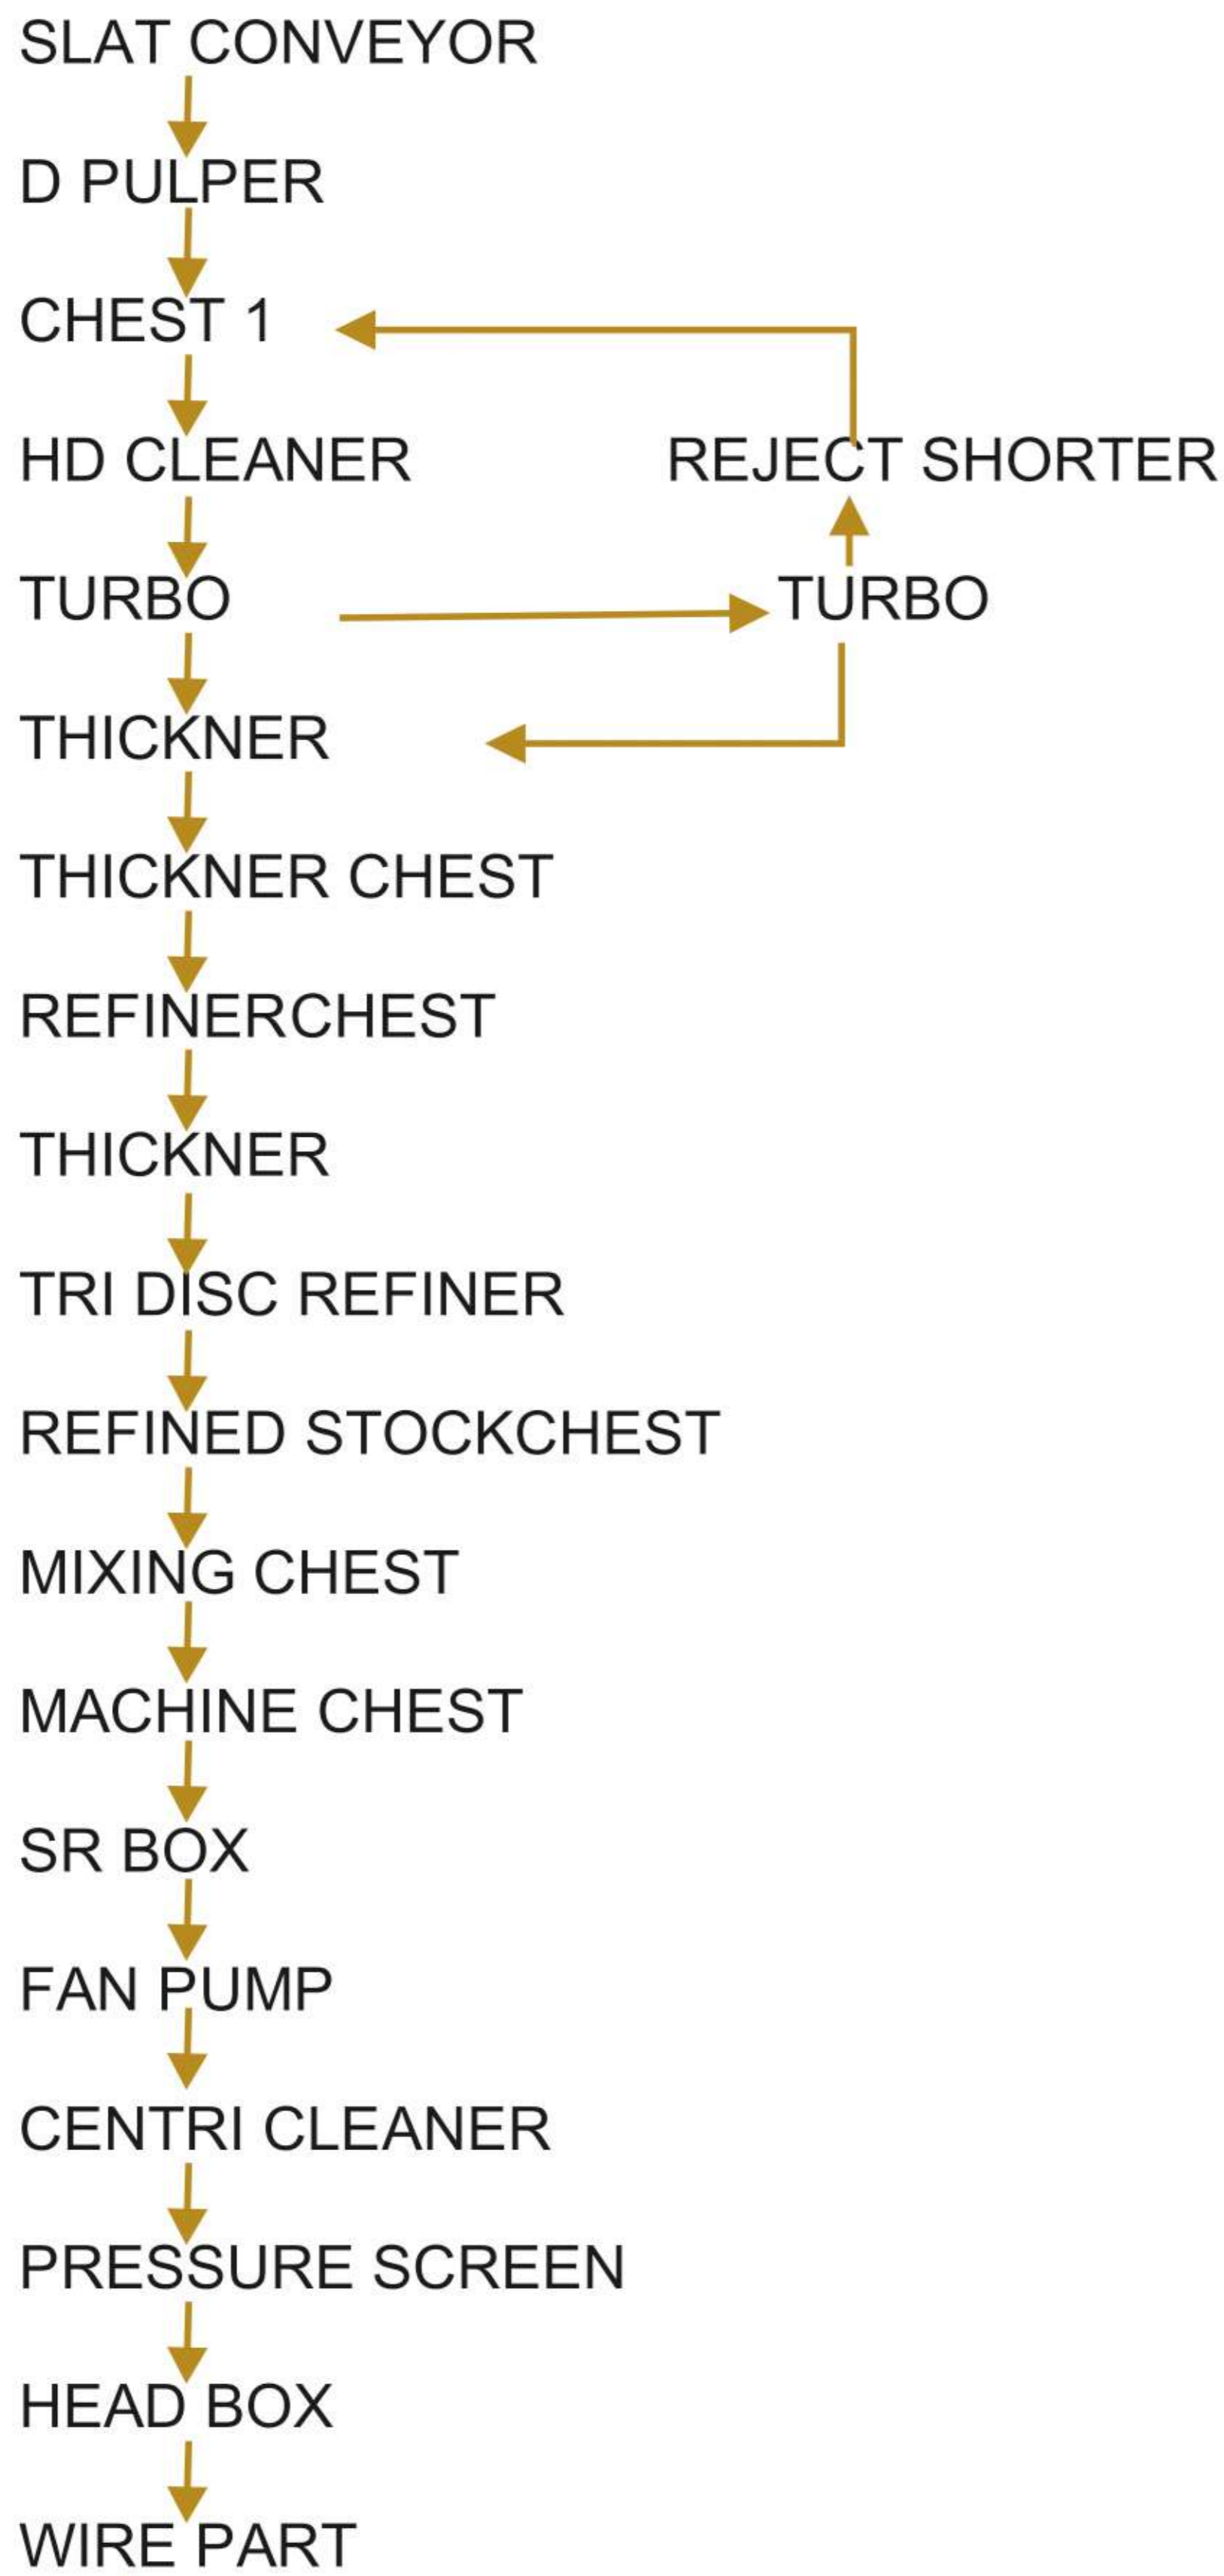 SLAT CONVEYOR
D PULPER
CHEST 1
HD CLEANER REJECT SHORTER
TURBO TURBO
THICKNER
THICKNER CHEST
REFINERCHEST
THICKNER
TRI DISC REFINER
REFINED STOCKCHEST
MIXING CHEST
MACHINE CHEST
SR BOX
FAN PUMP
CENTRI CLEANER
PRESSURE SCREEN
HEAD BOX
WIRE PART